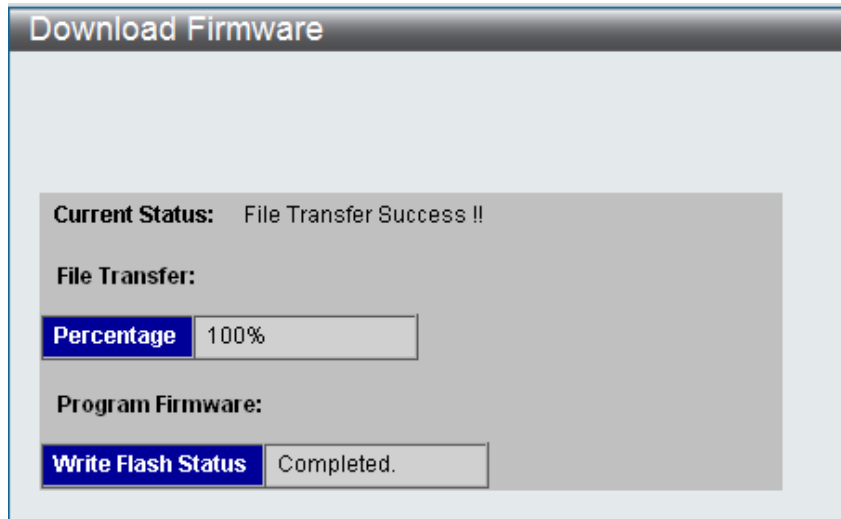 Download Firmware
Current Status: File Transfer Success !!
File Transfer:
Percentage 100%
Program Firmware:
Write Flash Status Completed.